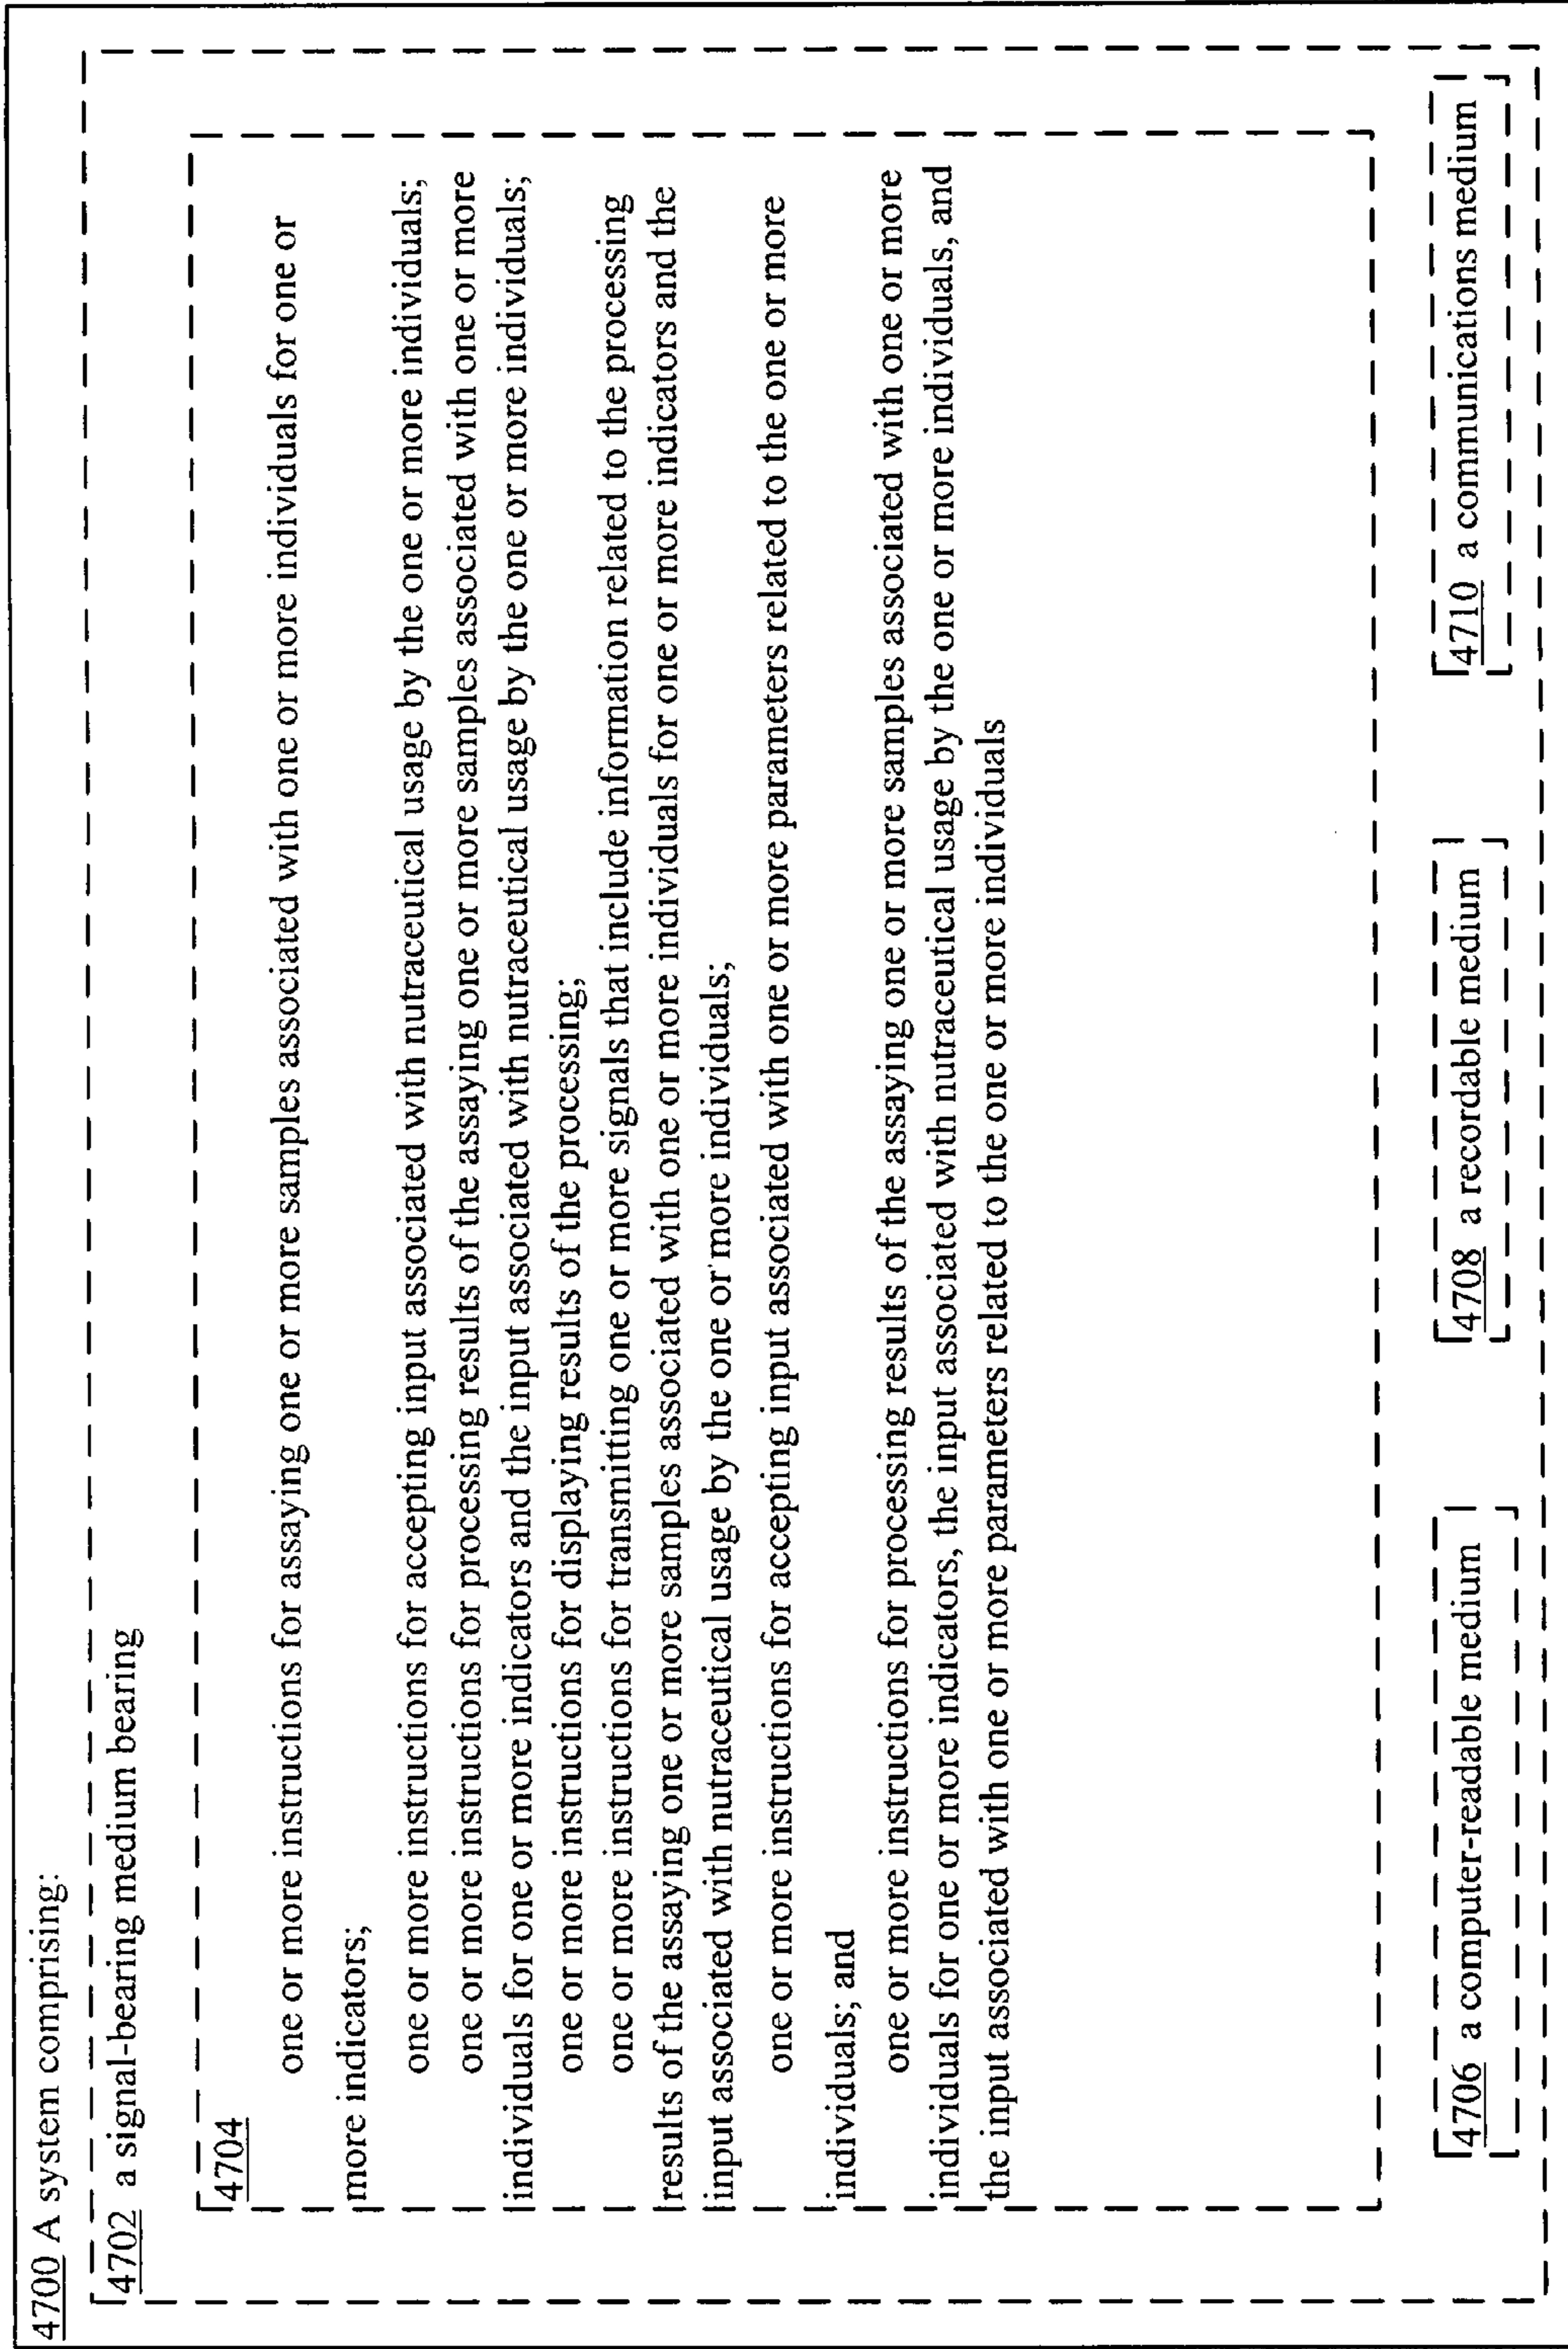 4700 A system comprising:
4702 a signal-bearing medium bearing
4704
one or more instructions for assaying one or more samples associated with one or more individuals for one or
more indicators;
one or more instructions for accepting input associated with nutraceutical usage by the one or more individuals;
one or more instructions for processing results of the assaying one or more samples associated with one or more
individuals for one or more indicators and the input associated with nutraceutical usage by the one or more individuals;
one or more instructions for displaying results of the processing;
one or more instructions for transmitting one or more signals that include information related to the processing
results of the assaying one or more samples associated with one or more individuals for one or more indicators and the
input associated with nutraceutical usage by the one or more individuals;
one or more instructions for accepting input associated with one or more parameters related to the one or more
individuals; and
one or more instructions for processing results of the assaying one or more samples associated with one or more
individuals for one or more indicators, the input associated with nutraceutical usage by the one or more individuals, and
the input associated with one or more parameters related to the one or more individuals
4706 a computer-readable medium
4708 a recordable medium
4710 a communications medium